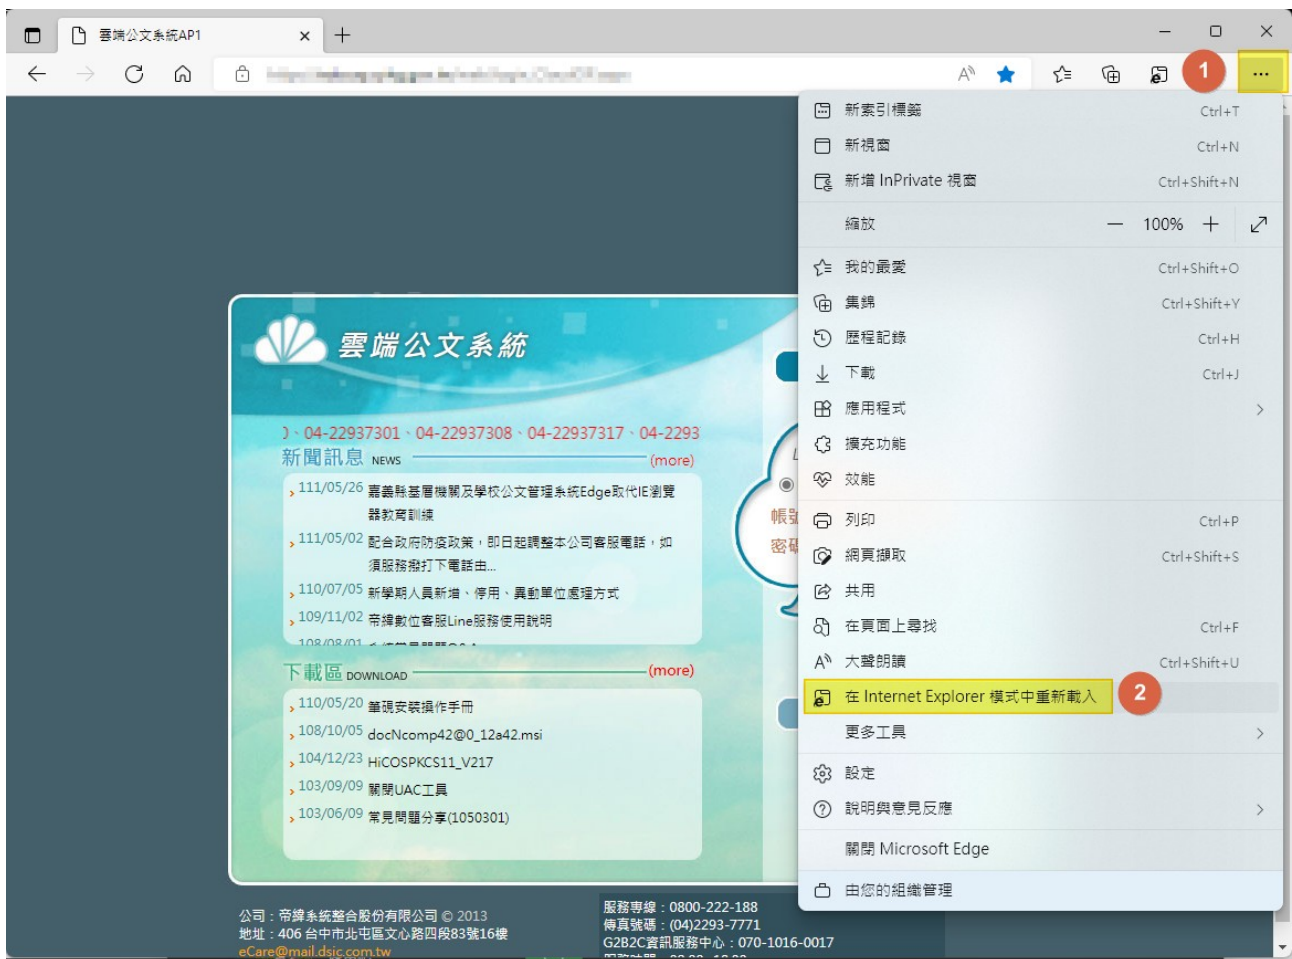 雲端公文系統AP1
1
新索引標籤 Ctrl+T
新視窗 Ctrl+N
新增 InPrivate 視窗 Ctrl+Shift+N
縮放 100%
我的最愛 Ctrl+Shift+O
集錦 Ctrl+Shift+Y
歷程記錄 Ctrl+H
下載 Ctrl+J
應用程式
擴充功能
效能
列印 Ctrl+P
網頁擷取 Ctrl+Shift+S
共用
在頁面上尋找 Ctrl+F
大聲朗讀 Ctrl+Shift+U
在 Internet Explorer 模式中重新載入 2
更多工具
設定
說明與意見反應
關閉 Microsoft Edge
由您的組織管理
雲端公文系統
、04-22937301、04-22937308、04-22937317、04-2293
新聞訊息 NEWS (more)
111/05/26 嘉義縣基層機關及學校公文管理系統Edge取代IE瀏覽
器教育訓練
111/05/02 配合政府防疫政策，即日起調整本公司客服電話，如
須服務撥打下電話由...
110/07/05 新學期人員新增、停用、異動單位處理方式
109/11/02 帝緯數位客服Line服務使用說明
108/08/01
帳號
密碼
下載區 DOWNLOAD (more)
110/05/20 筆硯安裝操作手冊
108/10/05 docNcomp42@0_12a42.msi
104/12/23 HiCOSPKCS11_V217
103/09/09 關閉UAC工具
103/06/09 常見問題分享(1050301)
公司：帝緯系統整合股份有限公司 © 2013
地址：406 台中市北屯區文心路四段83號16樓
eCare@mail.dsic.com.tw
服務專線：0800-222-188
傳真號碼：(04)2293-7771
G2B2C資訊服務中心：070-1016-0017